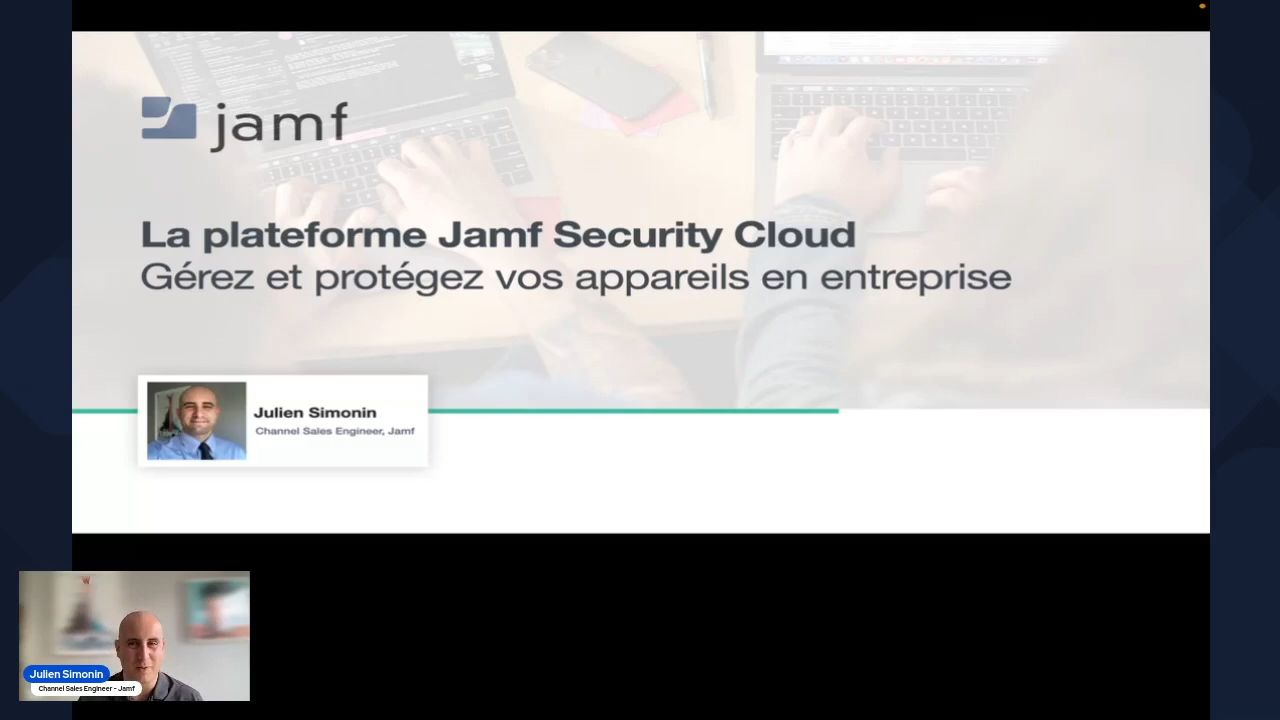 jamf
La plateforme Jamf Security Cloud
Gérez et protégez vos appareils en entreprise
Julien Simonin
Channel Sales Engineer, Jamf
Julien Simonin
Channel Sales Engineer - Jamf